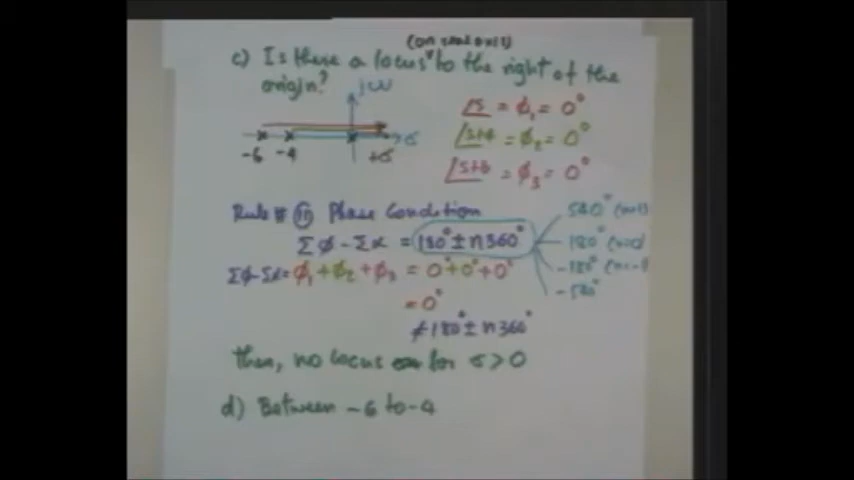 (on real axis)
c) Is there a locus to the right of the
origin?
jω
σ
-6 -4 +σ
∠s = φ₁ = 0°
∠s+4 = φ₂ = 0°
∠s+6 = φ₃ = 0°
Rule # 11 Phase Condition
Σφ-Σα = 180° ± n360°
540° (n=1)
180° (n=0)
-180° (n=-1)
-540°
Σφ-Σα = φ₁+φ₂+φ₃ = 0°+0°+0°
= 0°
≠ 180° ± n360°
then, no locus for σ > 0
d) Between -6 to -4